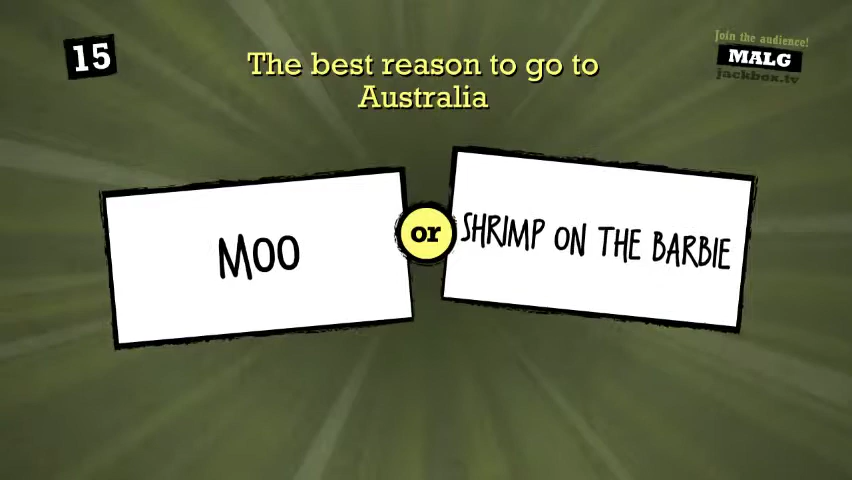 15
The best reason to go to
Australia
Join the audience!
MALG
jackbox.tv
MOO
or
SHRIMP ON THE BARBIE